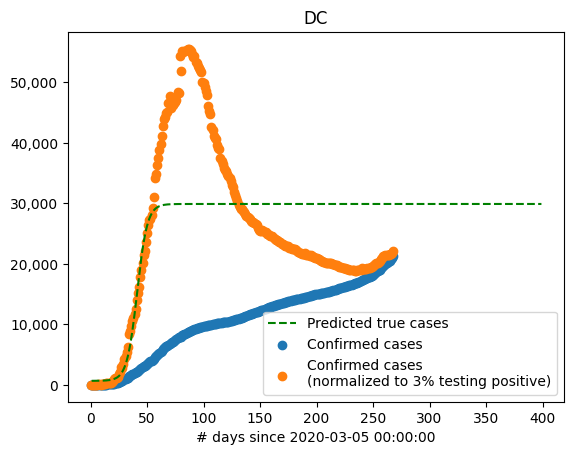 DC
50,000
40,000
30,000
20,000
10,000
0
Predicted true cases
Confirmed cases
Confirmed cases
(normalized to 3% testing positive)
0 50 100 150 200 250 300 350 400
# days since 2020-03-05 00:00:00